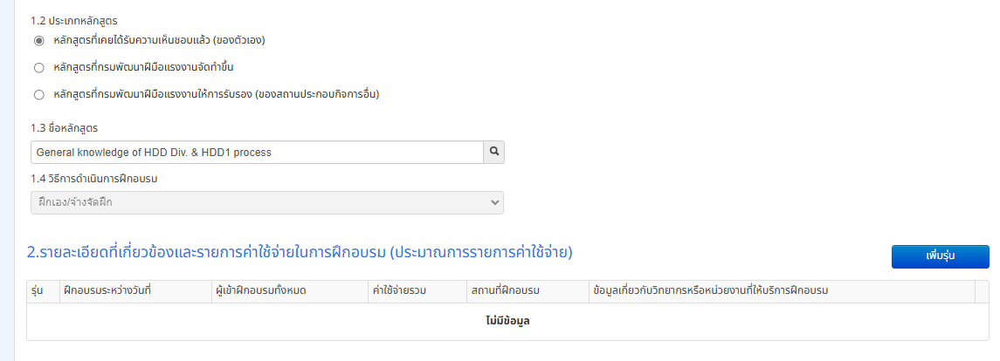 1.2 ประเภทหลักสูตร
หลักสูตรที่เคยได้รับความเห็นชอบแล้ว (ของตัวเอง)
หลักสูตรที่กรมพัฒนาฝีมือแรงงานจัดทำขึ้น
หลักสูตรที่กรมพัฒนาฝีมือแรงงานให้การรับรอง (ของสถานประกอบกิจการอื่น)
1.3 ชื่อหลักสูตร
General knowledge of HDD Div. & HDD1 process
1.4 วิธีการดำเนินการฝึกอบรม
ฝึกเอง/จ้างจัดฝึก
2.รายละเอียดที่เกี่ยวข้องและรายการค่าใช้จ่ายในการฝึกอบรม (ประมาณการรายการค่าใช้จ่าย)
เพิ่มรุ่น
รุ่น ฝึกอบรมระหว่างวันที่ ผู้เข้าฝึกอบรมทั้งหมด ค่าใช้จ่ายรวม สถานที่ฝึกอบรม ข้อมูลเกี่ยวกับวิทยากรหรือหน่วยงานที่ให้บริการฝึกอบรม
ไม่มีข้อมูล